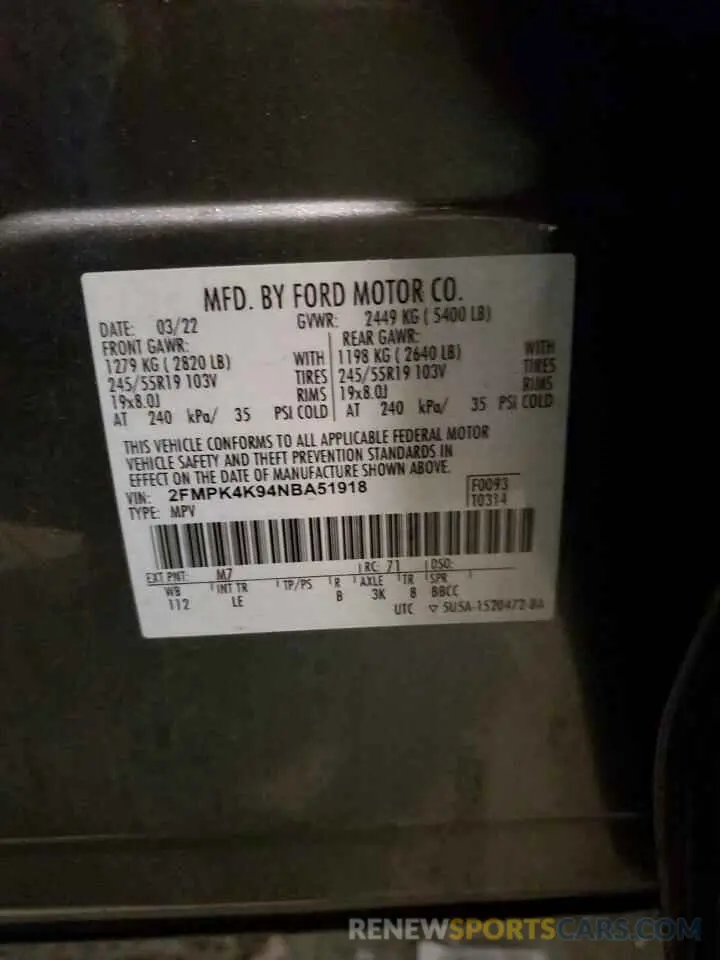 MFD. BY FORD MOTOR CO.
DATE: 03/22 GVWR: 2449 KG ( 5400 LB)
FRONT GAWR: REAR GAWR:
1279 KG ( 2820 LB) WITH 1198 KG ( 2640 LB) WITH
245/55R19 103V TIRES 245/55R19 103V TIRES
19x8.0J RIMS 19x8.0J RIMS
AT 240 kPa/ 35 PSI COLD AT 240 kPa/ 35 PSI COLD
THIS VEHICLE CONFORMS TO ALL APPLICABLE FEDERAL MOTOR
VEHICLE SAFETY AND THEFT PREVENTION STANDARDS IN
EFFECT ON THE DATE OF MANUFACTURE SHOWN ABOVE.
VIN: 2FMPK4K94NBA51918 F0093
TYPE: MPV T0314
EXT PNT: M7 RC: 71 DSO:
WB INT TR TP/PS R AXLE TR SPR
112 LE B 3K 8 BBCC
UTC ▽ 5U5A-1520472-BA
RENEWSPORTSCARS.COM